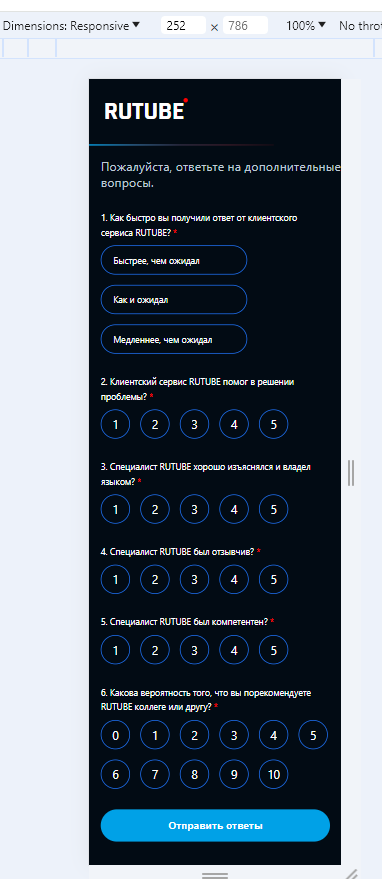 Dimensions: Responsive ▼ 252 × 786 100% ▼ No thro
RUTUBE
Пожалуйста, ответьте на дополнительные
вопросы.
1. Как быстро вы получили ответ от клиентского
сервиса RUTUBE? *
Быстрее, чем ожидал
Как и ожидал
Медленнее, чем ожидал
2. Клиентский сервис RUTUBE помог в решении
проблемы? *
1 2 3 4 5
3. Специалист RUTUBE хорошо изъяснялся и владел
языком? *
1 2 3 4 5
4. Специалист RUTUBE был отзывчив? *
1 2 3 4 5
5. Специалист RUTUBE был компетентен? *
1 2 3 4 5
6. Какова вероятность того, что вы порекомендуете
RUTUBE коллеге или другу? *
0 1 2 3 4 5
6 7 8 9 10
Отправить ответы